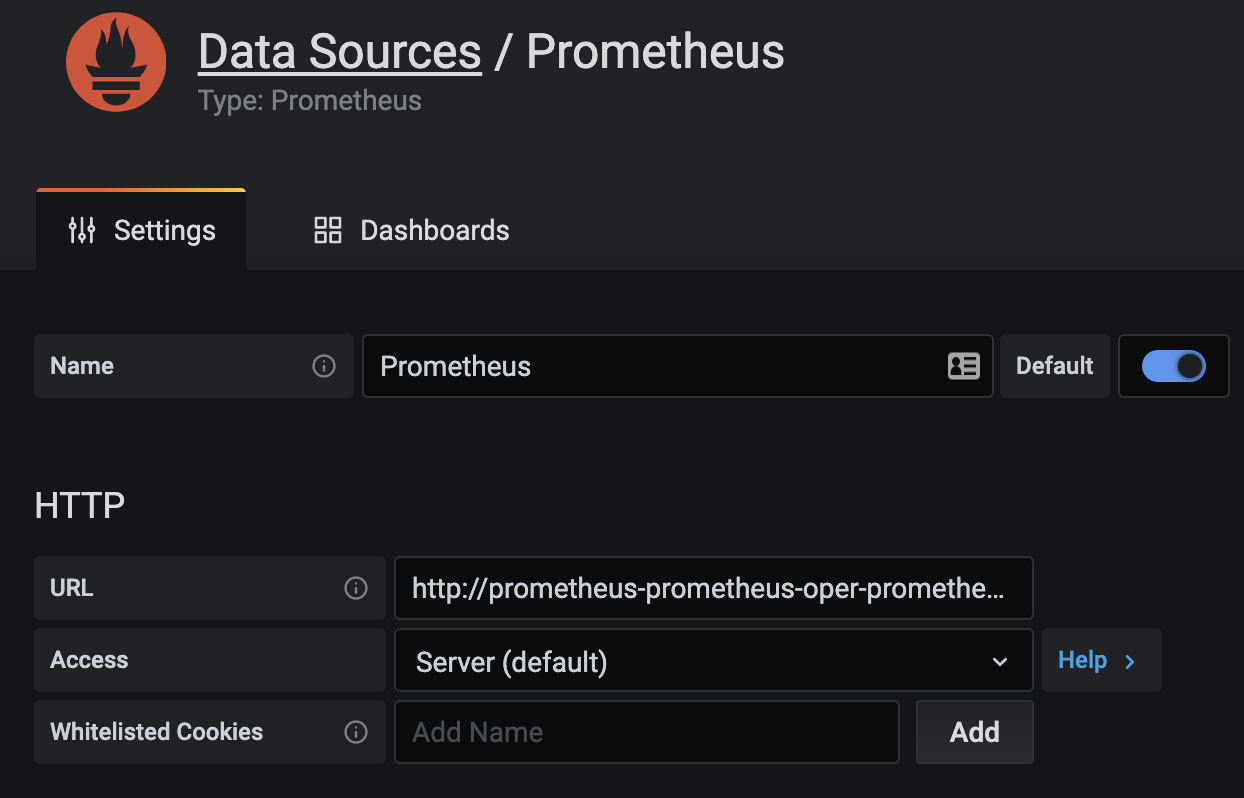 Data Sources / Prometheus
Type: Prometheus
Settings Dashboards
Name Prometheus Default
HTTP
URL http://prometheus-prometheus-oper-promethe...
Access Server (default) Help
Whitelisted Cookies Add Name Add